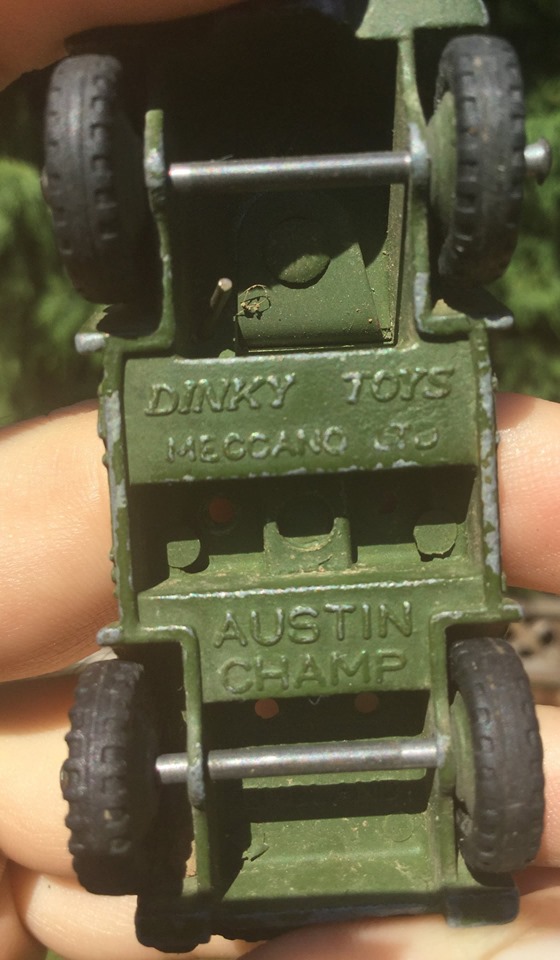 DINKY TOYS
MECCANO LTD
AUSTIN
CHAMP